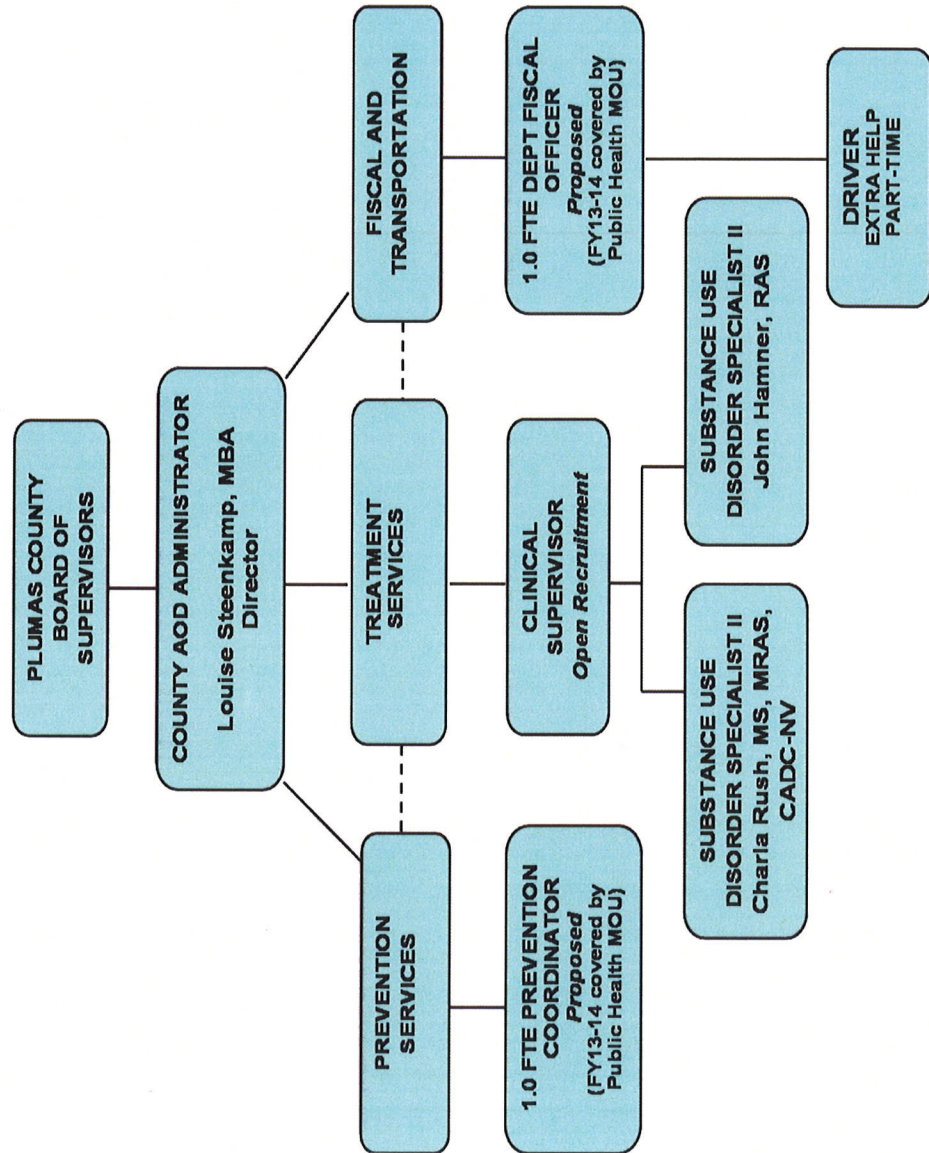 PLUMAS COUNTY
BOARD OF
SUPERVISORS
COUNTY AOD ADMINISTRATOR
Louise Steenkamp, MBA
Director
PREVENTION
SERVICES
TREATMENT
SERVICES
FISCAL AND
TRANSPORTATION
1.0 FTE PREVENTION
COORDINATOR
Proposed
(FY13-14 covered by
Public Health MOU)
CLINICAL
SUPERVISOR
Open Recruitment
1.0 FTE DEPT FISCAL
OFFICER
Proposed
(FY13-14 covered by
Public Health MOU)
SUBSTANCE USE
DISORDER SPECIALIST II
Charla Rush, MS, MRAS,
CADC-NV
SUBSTANCE USE
DISORDER SPECIALIST II
John Hamner, RAS
DRIVER
EXTRA HELP
PART-TIME